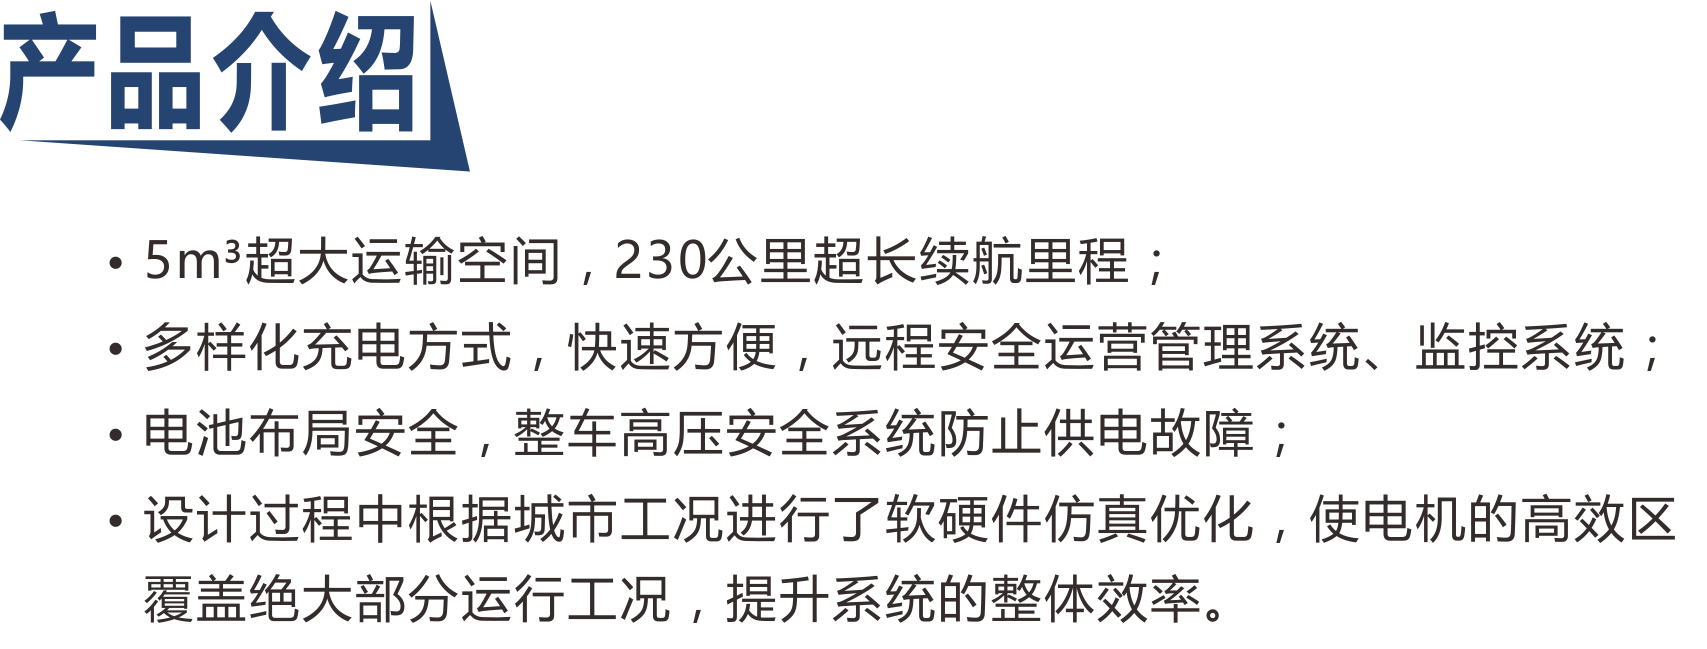 产品介绍
• 5m³超大运输空间，230公里超长续航里程；
• 多样化充电方式，快速方便，远程安全运营管理系统、监控系统；
• 电池布局安全，整车高压安全系统防止供电故障；
• 设计过程中根据城市工况进行了软硬件仿真优化，使电机的高效区
覆盖绝大部分运行工况，提升系统的整体效率。